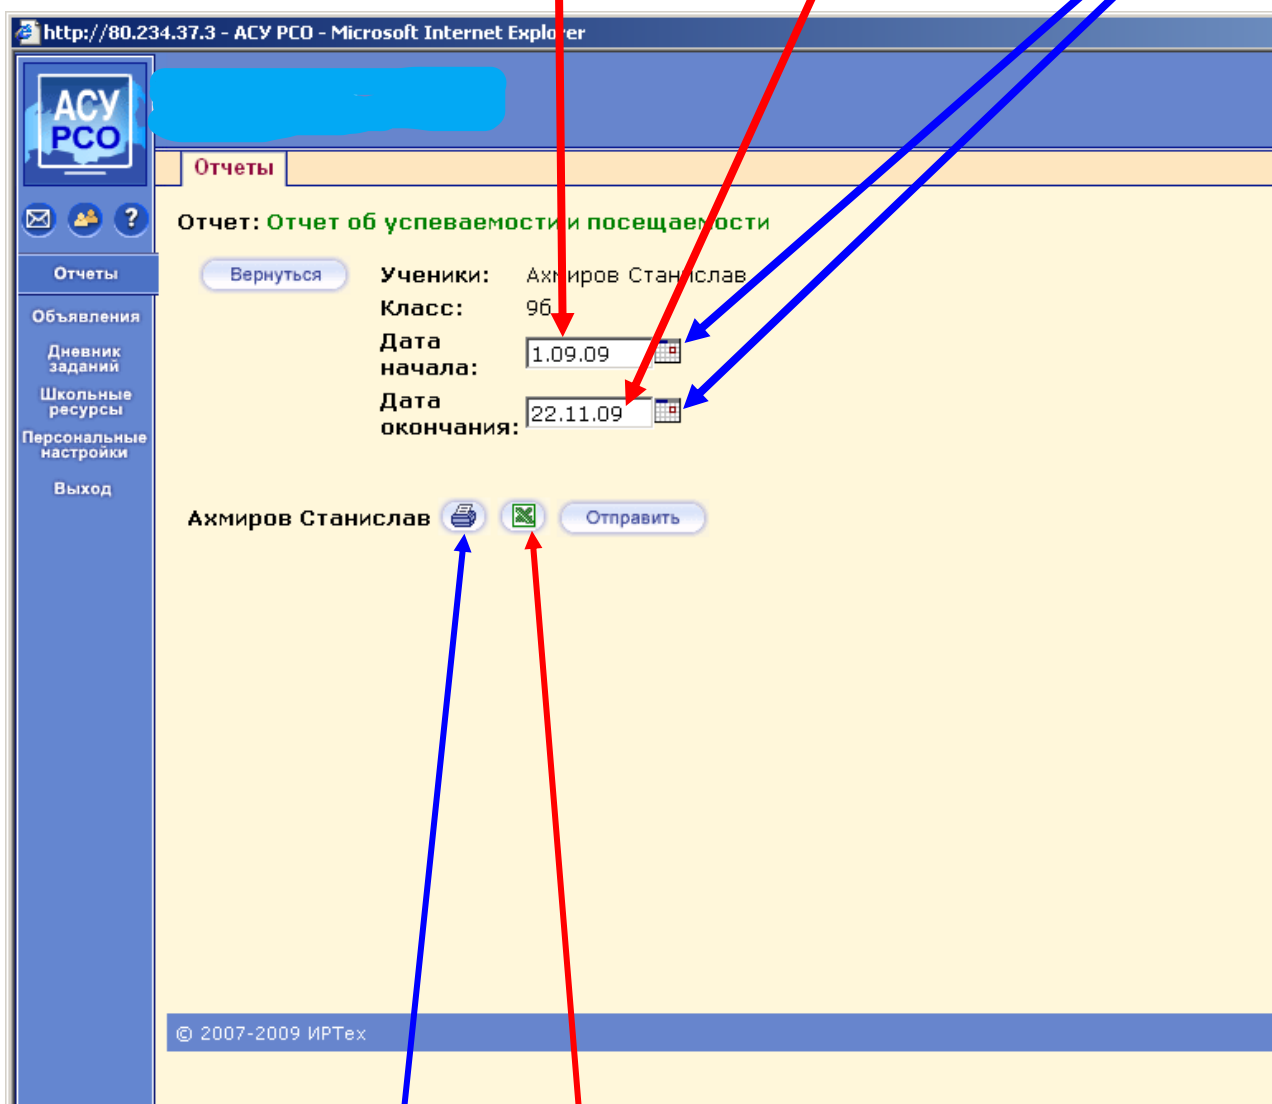 http://80.234.37.3 - АСУ РСО - Microsoft Internet Explorer
АСУ
РСО
Отчеты
Отчет: Отчет об успеваемости и посещаемости
?
Отчеты
Вернуться
Ученики: Ахмиров Станислав
Класс: 9б
Дата
начала: 1.09.09
Дата
окончания: 22.11.09
Объявления
Дневник
заданий
Школьные
ресурсы
Персональные
настройки
Выход
Ахмиров Станислав
Отправить
© 2007-2009 ИРТех